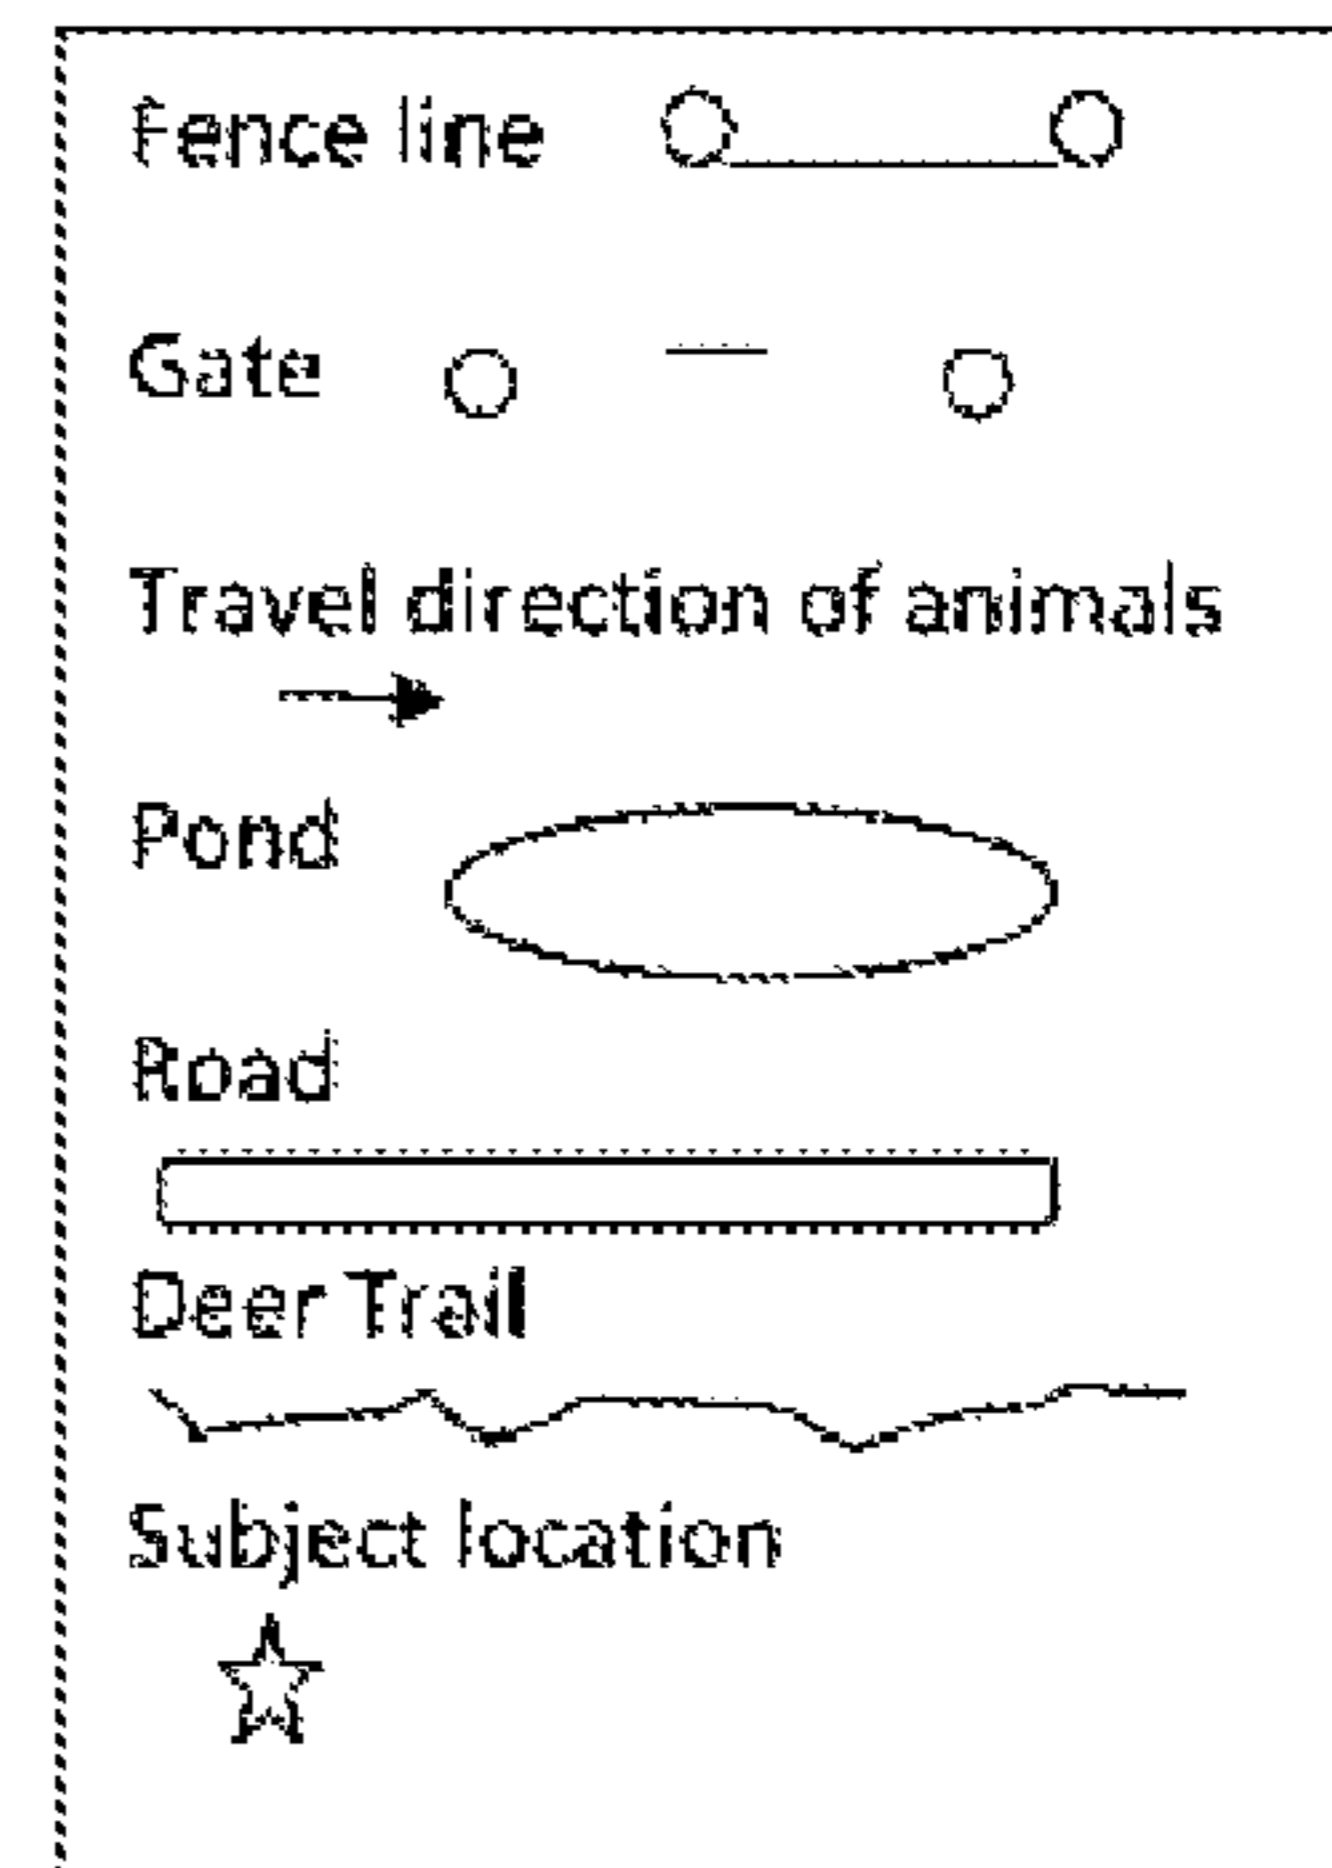 Fence line
Gate
Travel direction of animals
Pond
Road
Deer Trail
Subject location